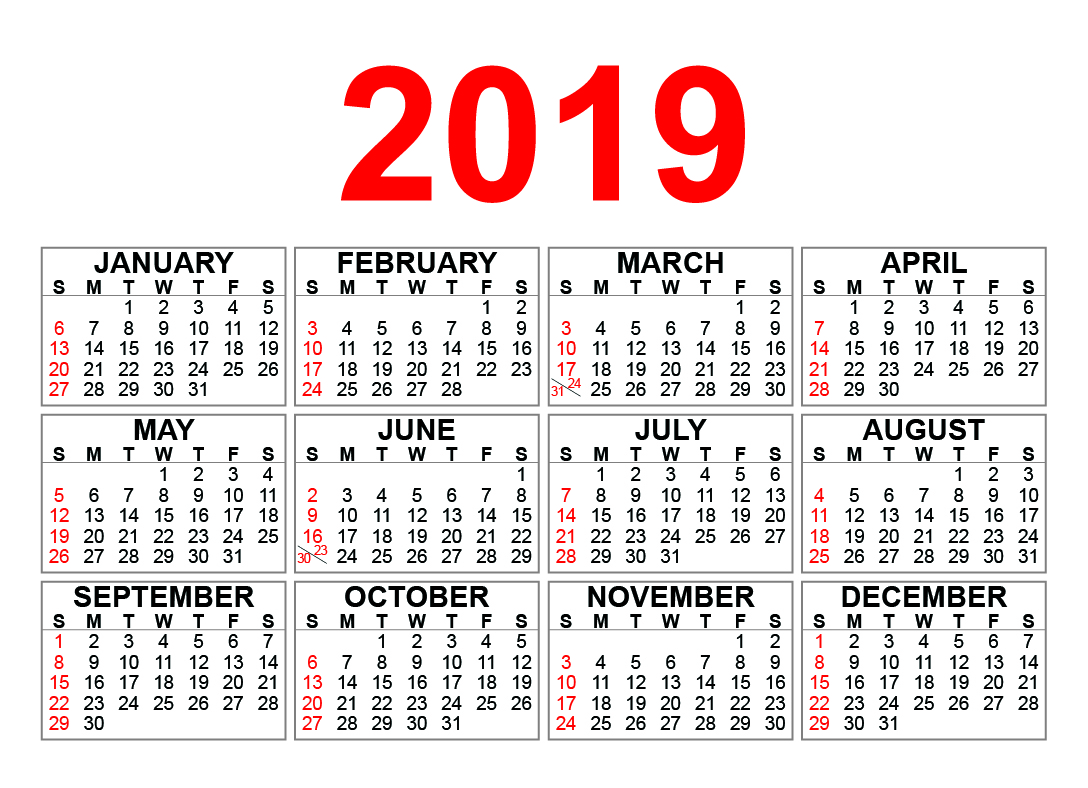 2019
JANUARY
S M T W T F S
1 2 3 4 5
6 7 8 9 10 11 12
13 14 15 16 17 18 19
20 21 22 23 24 25 26
27 28 29 30 31
FEBRUARY
S M T W T F S
1 2
3 4 5 6 7 8 9
10 11 12 13 14 15 16
17 18 19 20 21 22 23
24 25 26 27 28
MARCH
S M T W T F S
1 2
3 4 5 6 7 8 9
10 11 12 13 14 15 16
17 18 19 20 21 22 23
24/31 25 26 27 28 29 30
APRIL
S M T W T F S
1 2 3 4 5 6
7 8 9 10 11 12 13
14 15 16 17 18 19 20
21 22 23 24 25 26 27
28 29 30
MAY
S M T W T F S
1 2 3 4
5 6 7 8 9 10 11
12 13 14 15 16 17 18
19 20 21 22 23 24 25
26 27 28 29 30 31
JUNE
S M T W T F S
1
2 3 4 5 6 7 8
9 10 11 12 13 14 15
16 17 18 19 20 21 22
23/30 24 25 26 27 28 29
JULY
S M T W T F S
1 2 3 4 5 6
7 8 9 10 11 12 13
14 15 16 17 18 19 20
21 22 23 24 25 26 27
28 29 30 31
AUGUST
S M T W T F S
1 2 3
4 5 6 7 8 9 10
11 12 13 14 15 16 17
18 19 20 21 22 23 24
25 26 27 28 29 30 31
SEPTEMBER
S M T W T F S
1 2 3 4 5 6 7
8 9 10 11 12 13 14
15 16 17 18 19 20 21
22 23 24 25 26 27 28
29 30
OCTOBER
S M T W T F S
1 2 3 4 5
6 7 8 9 10 11 12
13 14 15 16 17 18 19
20 21 22 23 24 25 26
27 28 29 30 31
NOVEMBER
S M T W T F S
1 2
3 4 5 6 7 8 9
10 11 12 13 14 15 16
17 18 19 20 21 22 23
24 25 26 27 28 29 30
DECEMBER
S M T W T F S
1 2 3 4 5 6 7
8 9 10 11 12 13 14
15 16 17 18 19 20 21
22 23 24 25 26 27 28
29 30 31